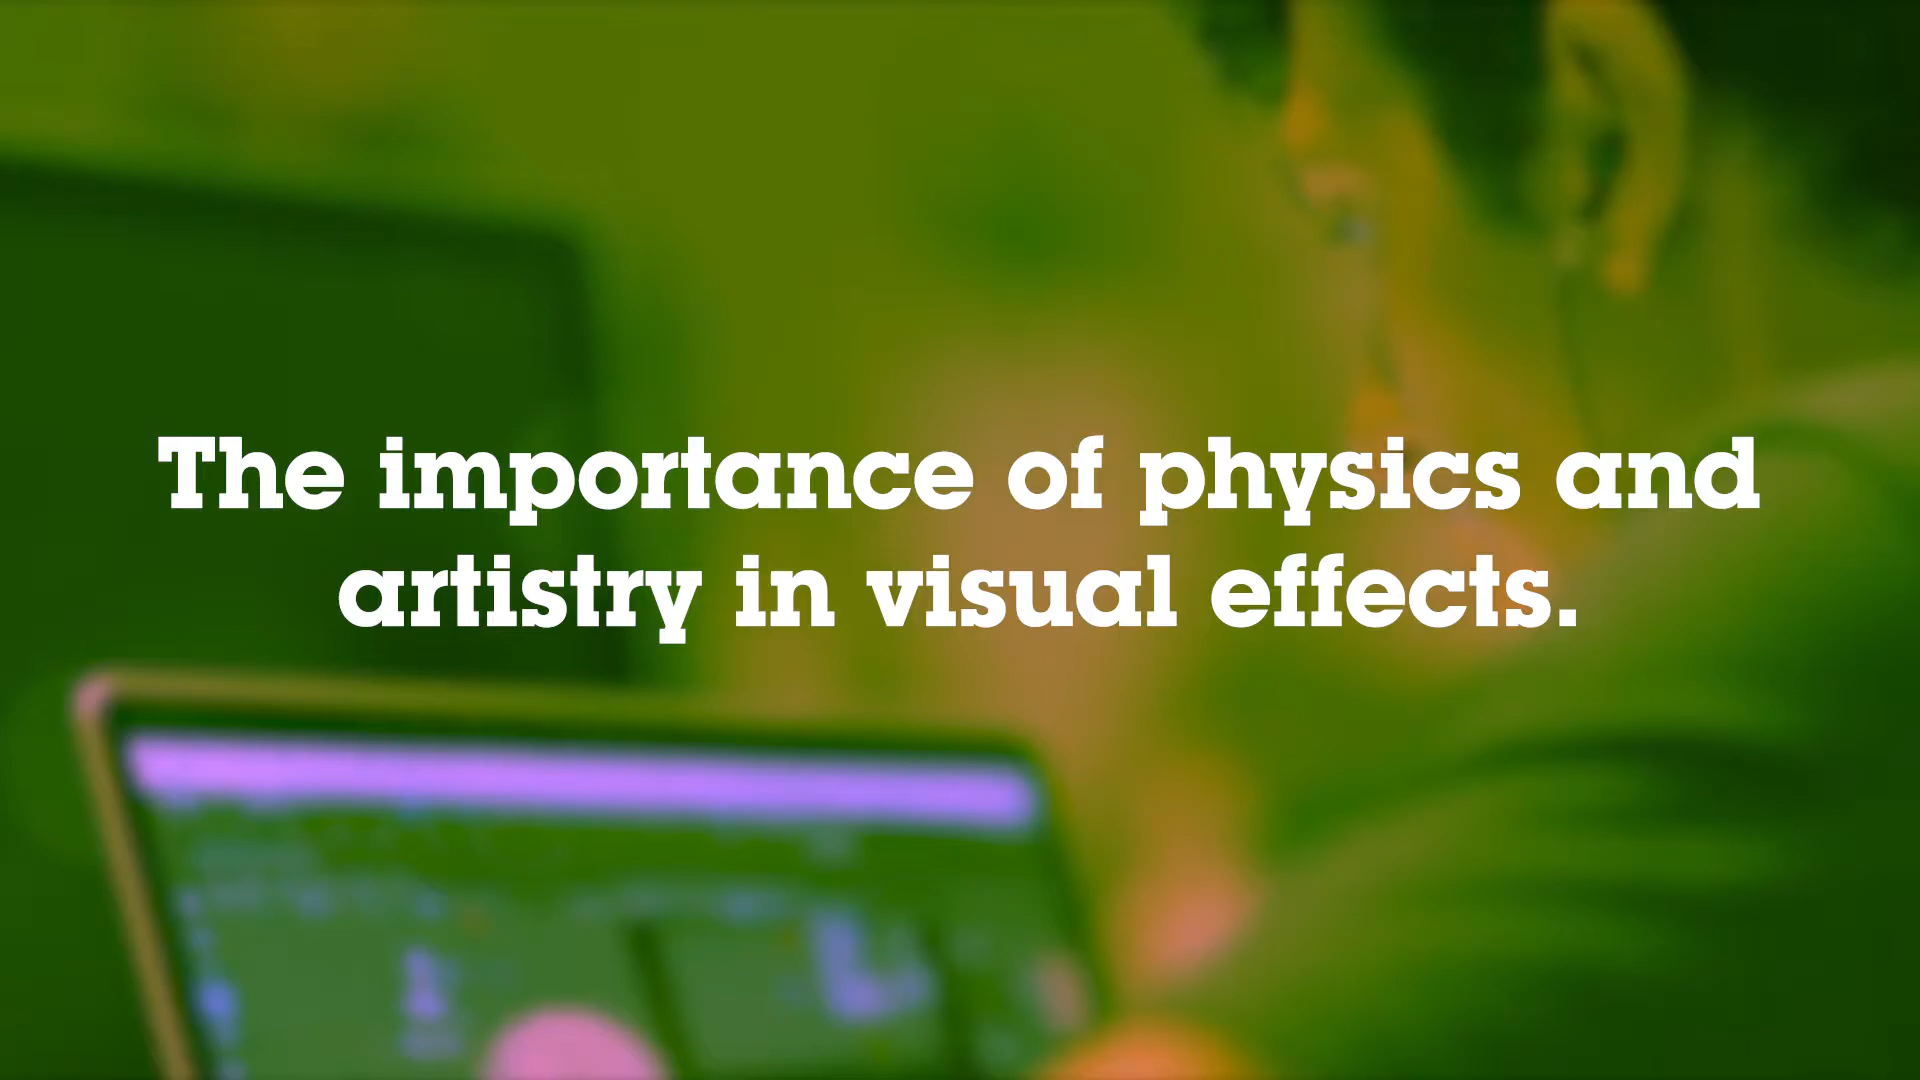 The importance of physics and
artistry in visual effects.